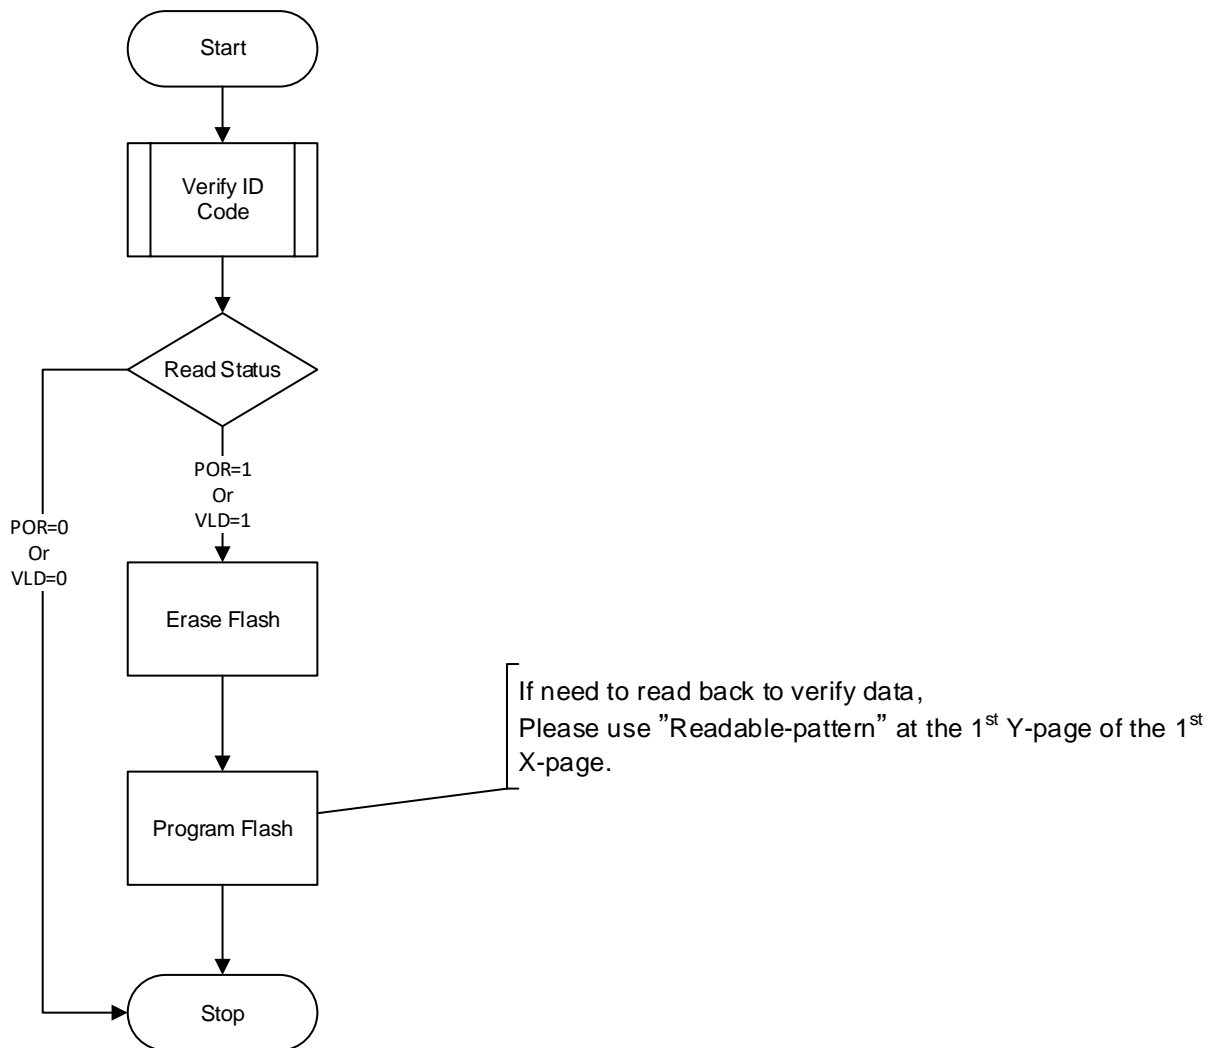 Start
Verify ID
Code
Read Status
POR=1
Or
VLD=1
POR=0
Or
VLD=0
Erase Flash
If need to read back to verify data,
Please use ”Readable-pattern” at the 1st Y-page of the 1st
X-page.
Program Flash
Stop